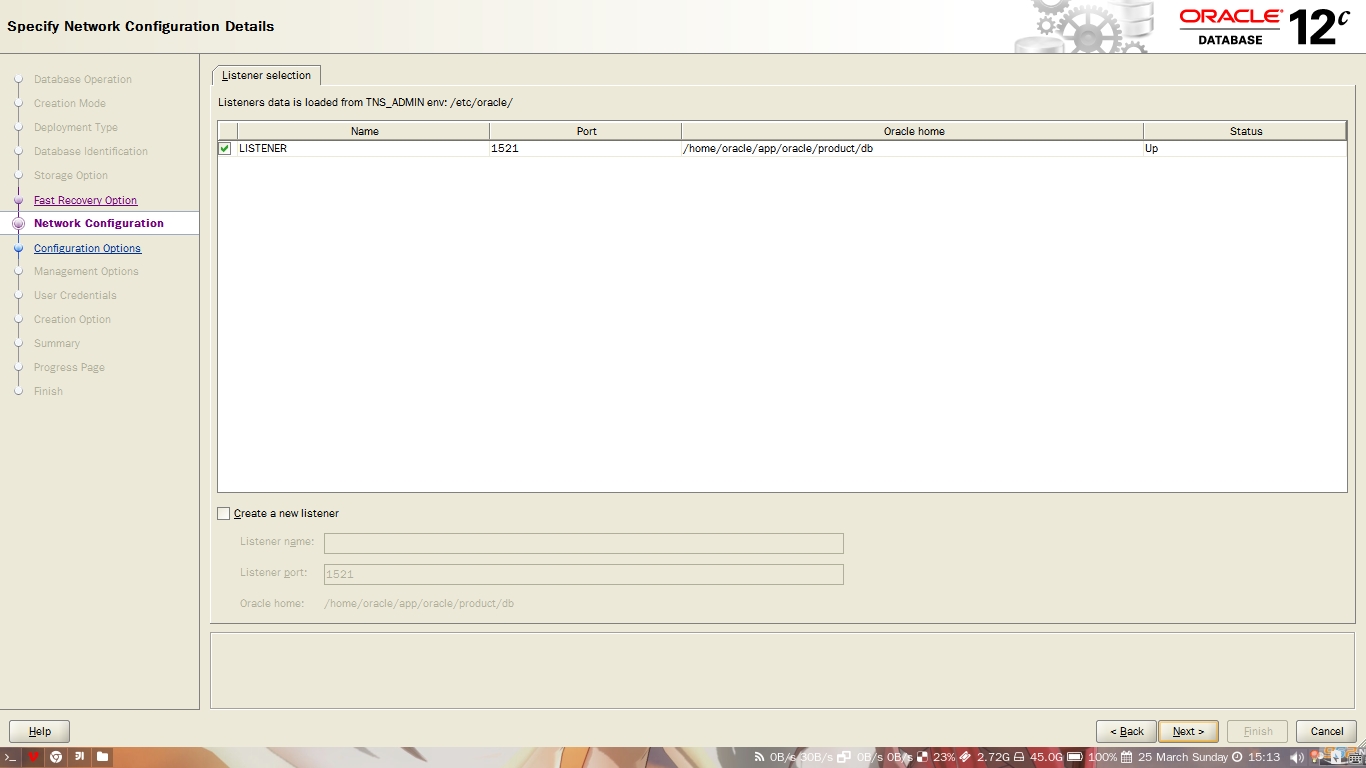 Specify Network Configuration Details
ORACLE® 12c
DATABASE
Database Operation
Creation Mode
Deployment Type
Database Identification
Storage Option
Fast Recovery Option
Network Configuration
Configuration Options
Management Options
User Credentials
Creation Option
Summary
Progress Page
Finish
Listener selection
Listeners data is loaded from TNS_ADMIN env: /etc/oracle/
Name Port Oracle home Status
LISTENER 1521 /home/oracle/app/oracle/product/db Up
Create a new listener
Listener name:
Listener port: 1521
Oracle home: /home/oracle/app/oracle/product/db
Help < Back Next > Finish Cancel
0B/s 30B/s 0B/s 0B/s 23% 2.72G 45.0G 100% 25 March Sunday 15:13